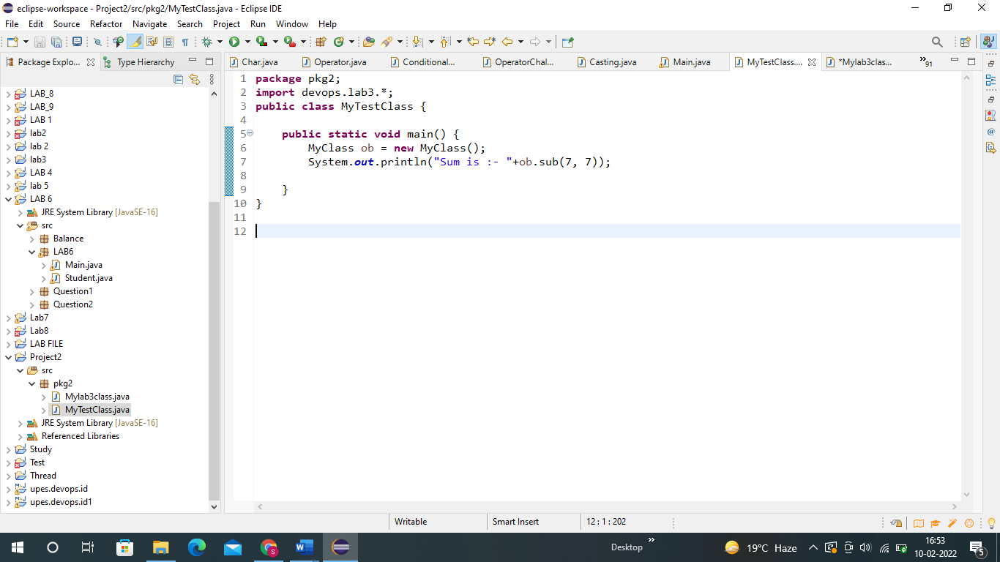 eclipse-workspace - Project2/src/pkg2/MyTestClass.java - Eclipse IDE
File Edit Source Refactor Navigate Search Project Run Window Help
Package Explo... Type Hierarchy
Char.java Operator.java Conditional... OperatorChal... Casting.java Main.java MyTestClass.... *Mylab3clas... »91
LAB_8
LAB_9
LAB 1
lab2
lab 2
lab3
LAB 4
lab 5
LAB 6
JRE System Library [JavaSE-16]
src
Balance
LAB6
Main.java
Student.java
Question1
Question2
Lab7
Lab8
LAB FILE
Project2
src
pkg2
Mylab3class.java
MyTestClass.java
JRE System Library [JavaSE-16]
Referenced Libraries
Study
Test
Thread
upes.devops.id
upes.devops.id1
1 package pkg2;
2 import devops.lab3.*;
3 public class MyTestClass {
4
5 public static void main() {
6 MyClass ob = new MyClass();
7 System.out.println("Sum is :- "+ob.sub(7, 7));
8
9 }
10 }
11
12
Writable Smart Insert 12 : 1 : 202
Desktop » 19°C Haze 16:53
10-02-2022 5